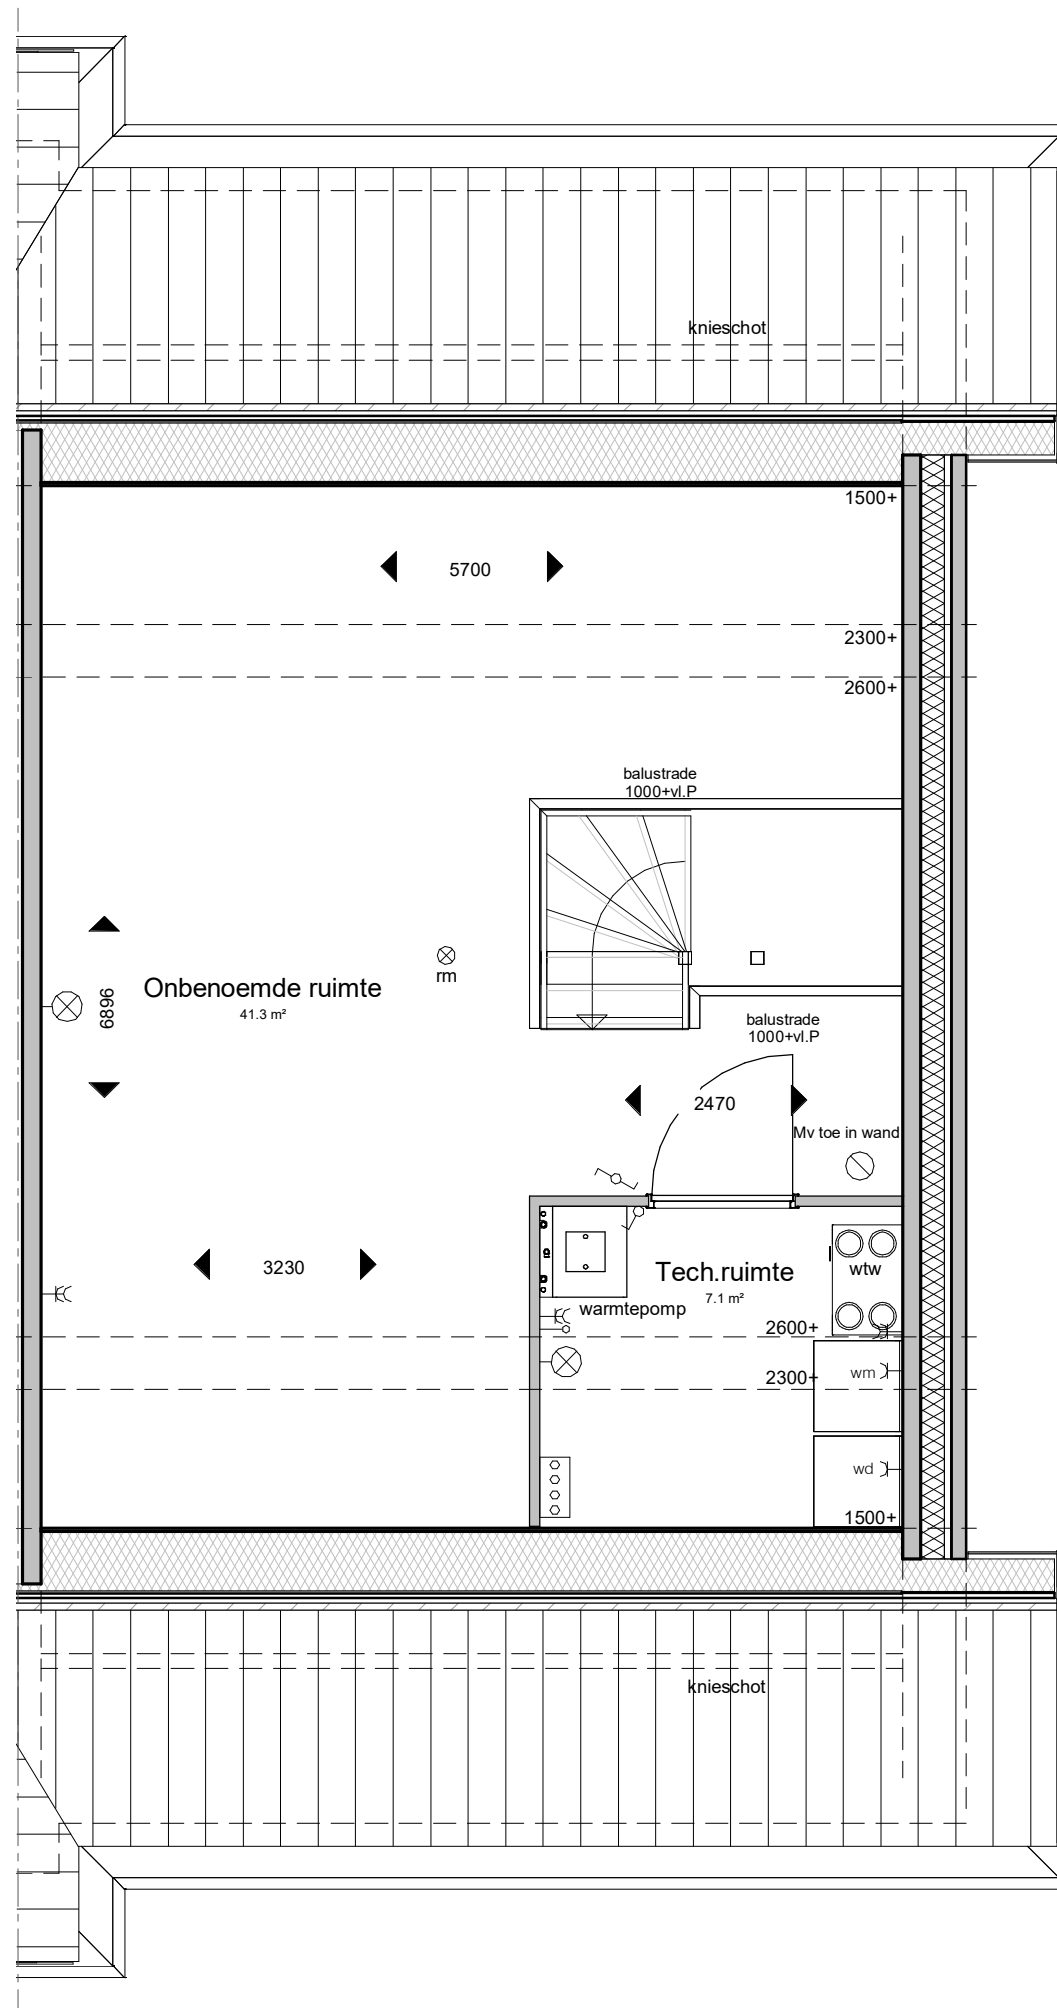 knieschot
1500+
5700
2300+
2600+
balustrade
1000+vl.P
6896
Onbenoemde ruimte
41.3 m²
rm
balustrade
1000+vl.P
2470
Mv toe in wand
3230
Tech.ruimte
7.1 m²
wtw
warmtepomp
2600+
2300+
wm
wd
1500+
knieschot